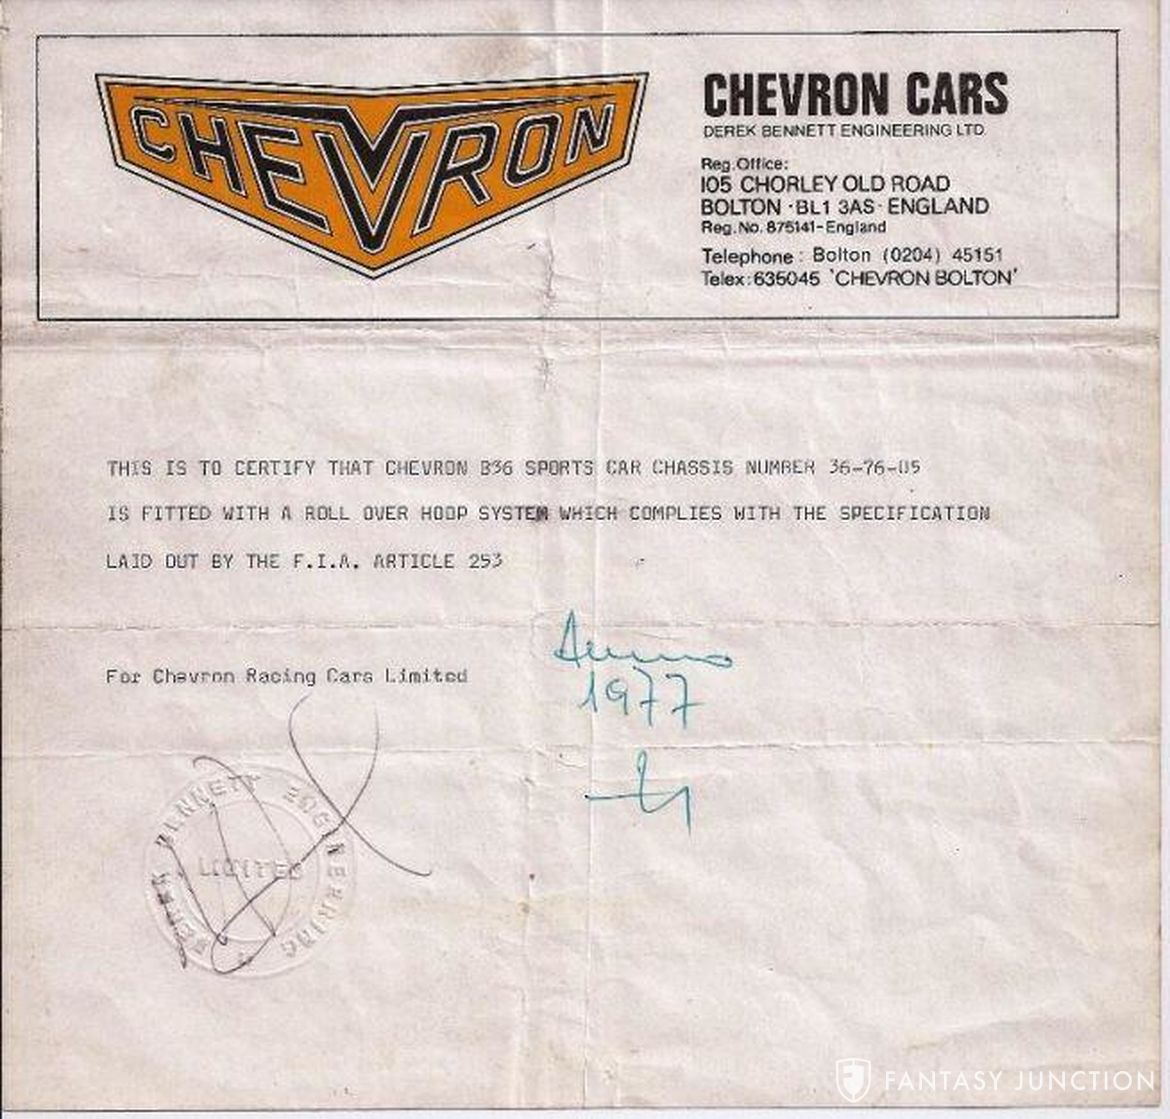 CHEVRON
CHEVRON CARS
DEREK BENNETT ENGINEERING LTD
Reg. Office:
105 CHORLEY OLD ROAD
BOLTON · BL1 3AS · ENGLAND
Reg. No. 875141-England
Telephone: Bolton (0204) 45151
Telex: 635045 'CHEVRON BOLTON'
THIS IS TO CERTIFY THAT CHEVRON B36 SPORTS CAR CHASSIS NUMBER 36-76-05
IS FITTED WITH A ROLL OVER HOOP SYSTEM WHICH COMPLIES WITH THE SPECIFICATION
LAID OUT BY THE F.I.A. ARTICLE 253
For Chevron Racing Cars Limited
1977
DEREK BENNETT ENGINEERING
LIMITED
FANTASY JUNCTION